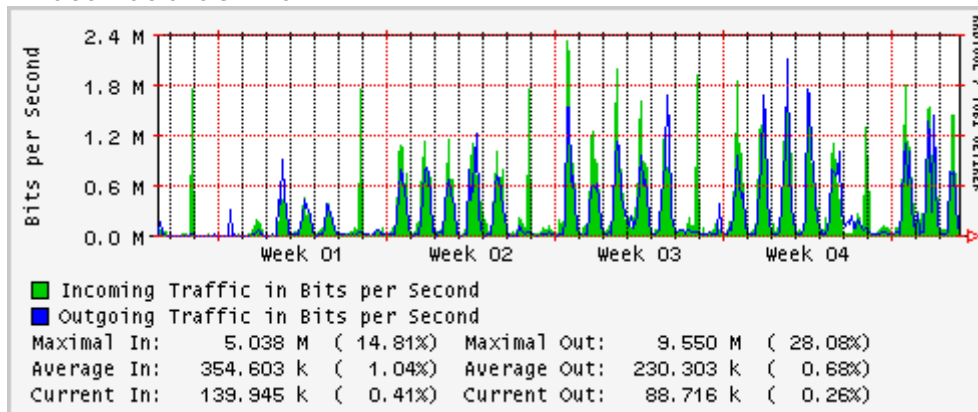 Bits per Second
2.4 M
1.8 M
1.2 M
0.6 M
0.0 M
Week 01 Week 02 Week 03 Week 04
Incoming Traffic in Bits per Second
Outgoing Traffic in Bits per Second
Maximal In: 5.038 M ( 14.81%) Maximal Out: 9.550 M ( 28.08%)
Average In: 354.603 k ( 1.04%) Average Out: 230.303 k ( 0.68%)
Current In: 139.945 k ( 0.41%) Current Out: 88.716 k ( 0.26%)